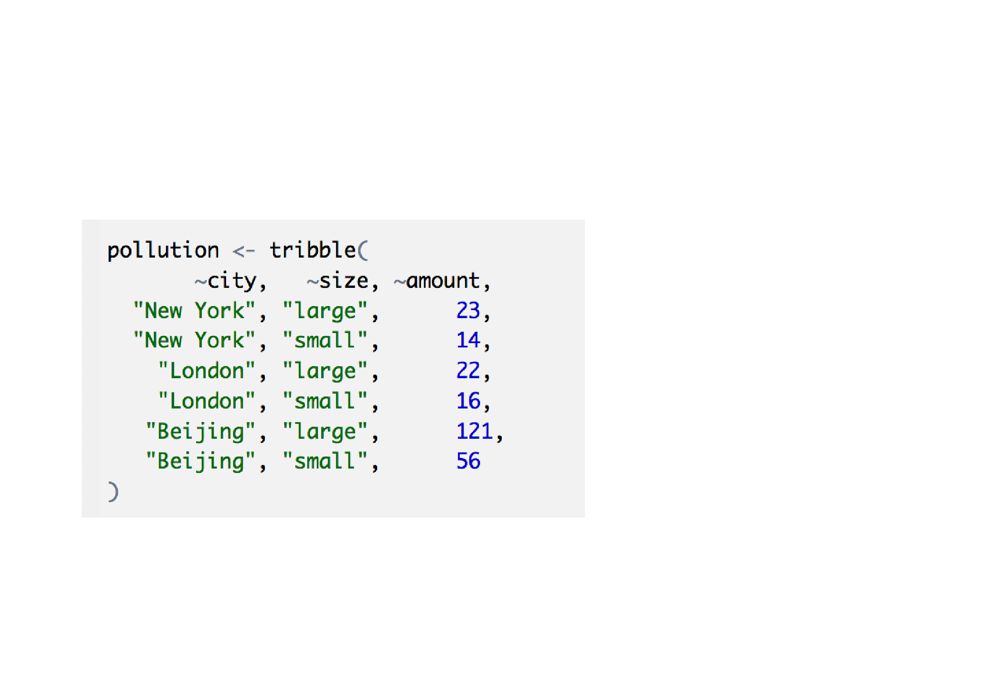 pollution <- tribble(
       ~city,   ~size, ~amount,
  "New York", "large",      23,
  "New York", "small",      14,
    "London", "large",      22,
    "London", "small",      16,
   "Beijing", "large",      121,
   "Beijing", "small",      56
)